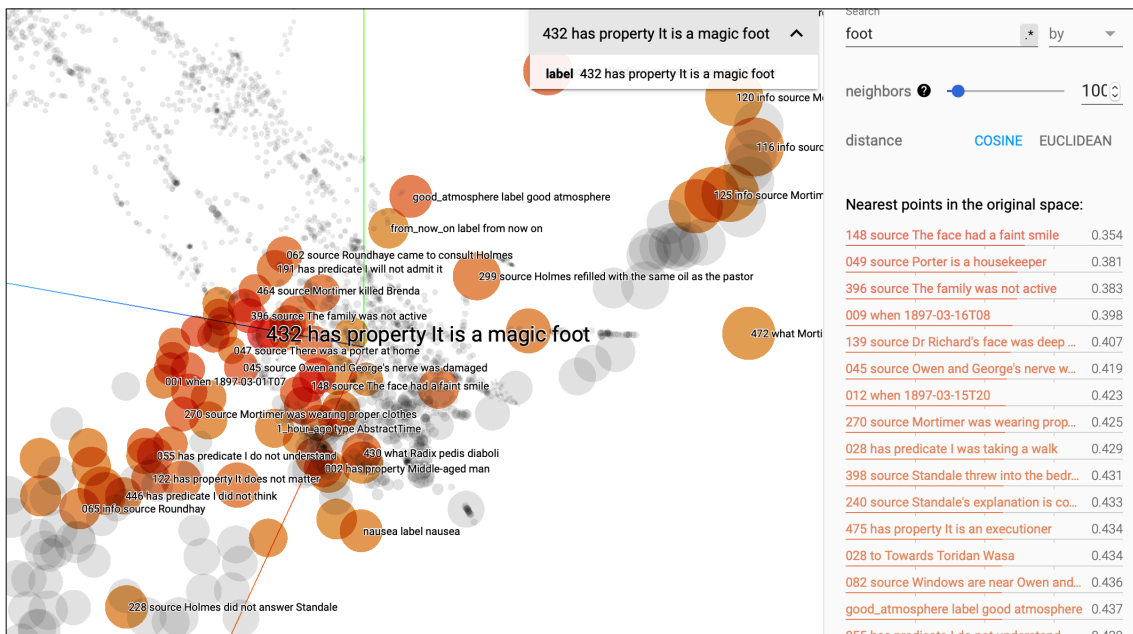 432 has property It is a magic foot
label 432 has property It is a magic foot
120 info source Mo
116 info sourc
125 info source Mortimer
good_atmosphere label good atmosphere
from_now_on label from now on
062 source Roundhaye came to consult Holmes
191 has predicate I will not admit it
299 source Holmes refilled with the same oil as the pastor
464 source Mortimer killed Brenda
396 source The family was not active
432 has property It is a magic foot
472 what Morti
047 source There was a porter at home
045 source Owen and George's nerve was damaged
001 when 1897-03-01T07
148 source The face had a faint smile
270 source Mortimer was wearing proper clothes
1_hour_ago type AbstractTime
055 has predicate I do not understand
430 what Radix pedis diaboli
002 has property Middle-aged man
122 has property It does not matter
446 has predicate I did not think
065 info source Roundhay
nausea label nausea
228 source Holmes did not answer Standale
Search
foot
.*
by
neighbors
100
distance
COSINE
EUCLIDEAN
Nearest points in the original space:
148 source The face had a faint smile 0.354
049 source Porter is a housekeeper 0.381
396 source The family was not active 0.383
009 when 1897-03-16T08 0.398
139 source Dr Richard's face was deep ... 0.407
045 source Owen and George's nerve w... 0.419
012 when 1897-03-15T20 0.423
270 source Mortimer was wearing prop... 0.425
028 has predicate I was taking a walk 0.429
398 source Standale threw into the bedr... 0.431
240 source Standale's explanation is co... 0.433
475 has property It is an executioner 0.434
028 to Towards Toridan Wasa 0.434
082 source Windows are near Owen and... 0.436
good_atmosphere label good atmosphere 0.437